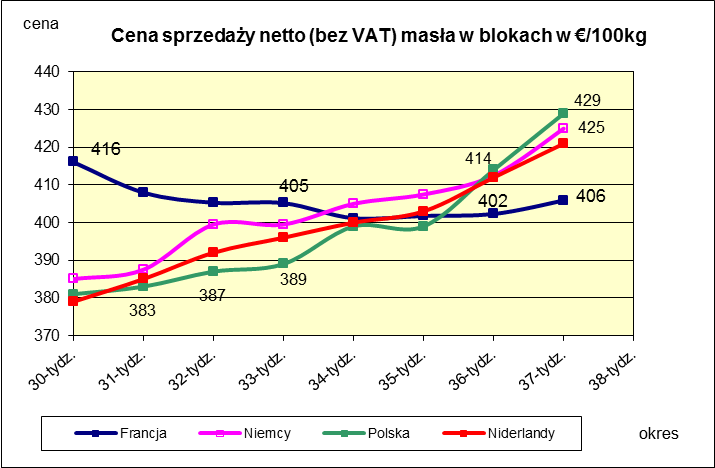 cena
Cena sprzedaży netto (bez VAT) masła w blokach w €/100kg
440
430
420
410
400
390
380
370
416
405
383
387
389
414
402
429
425
406
30-tydz.
31-tydz.
32-tydz.
33-tydz.
34-tydz.
35-tydz.
36-tydz.
37-tydz.
38-tydz.
Francja Niemcy Polska Niderlandy
okres